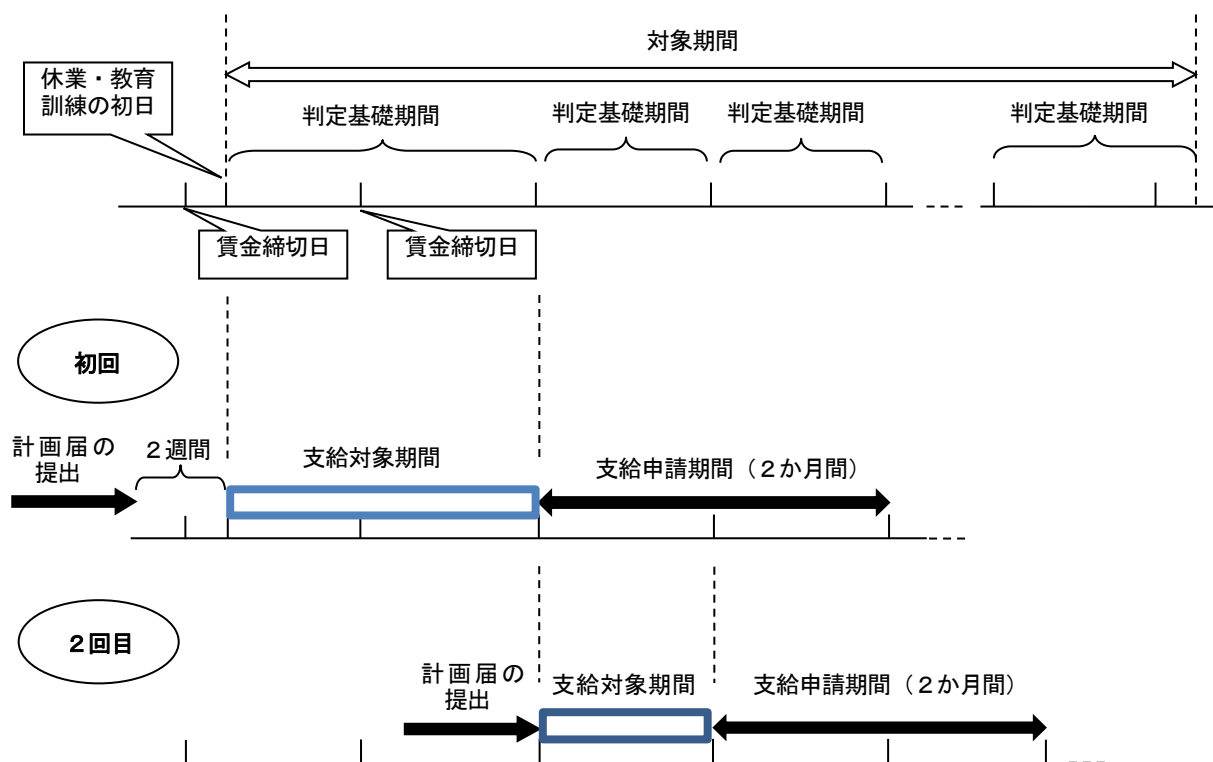 対象期間
休業・教育
訓練の初日
判定基礎期間
判定基礎期間
判定基礎期間
判定基礎期間
賃金締切日
賃金締切日
初回
計画届の
提出
２週間
支給対象期間
支給申請期間（２か月間）
２回目
計画届の
提出
支給対象期間
支給申請期間（２か月間）